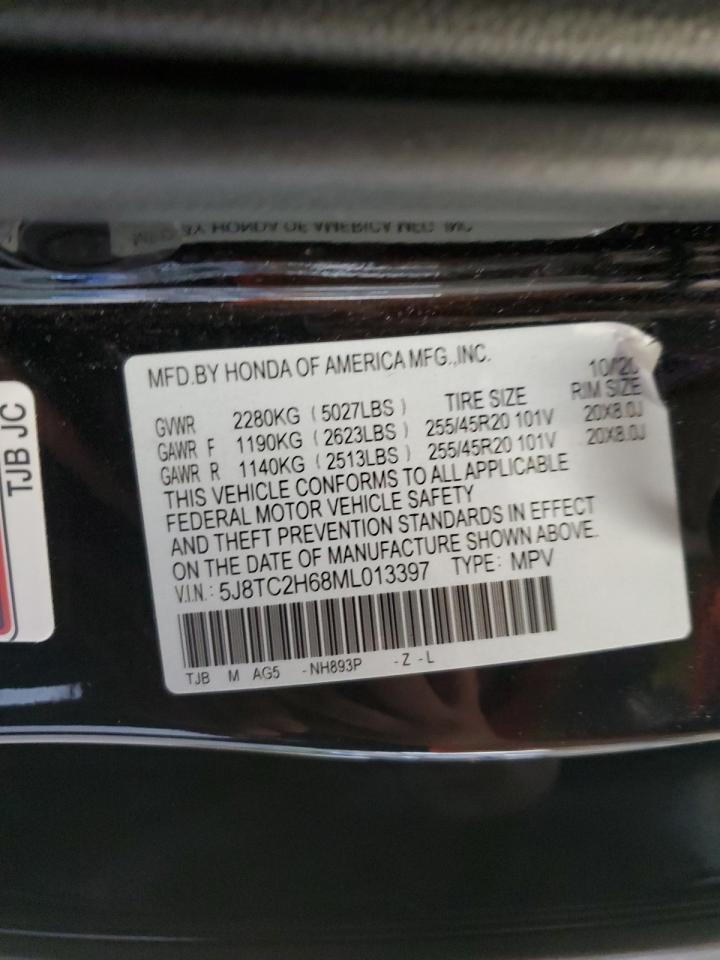 MFD.BY HONDA OF AMERICA MFG.,INC. 10/20
GVWR 2280KG (5027LBS) TIRE SIZE RIM SIZE
GAWR F 1190KG (2623LBS) 255/45R20 101V 20X8.0J
GAWR R 1140KG (2513LBS) 255/45R20 101V 20X8.0J
THIS VEHICLE CONFORMS TO ALL APPLICABLE
FEDERAL MOTOR VEHICLE SAFETY
AND THEFT PREVENTION STANDARDS IN EFFECT
ON THE DATE OF MANUFACTURE SHOWN ABOVE.
V.I.N.: 5J8TC2H68ML013397 TYPE: MPV
TJB M AG5 -NH893P -Z-L
TJB JC